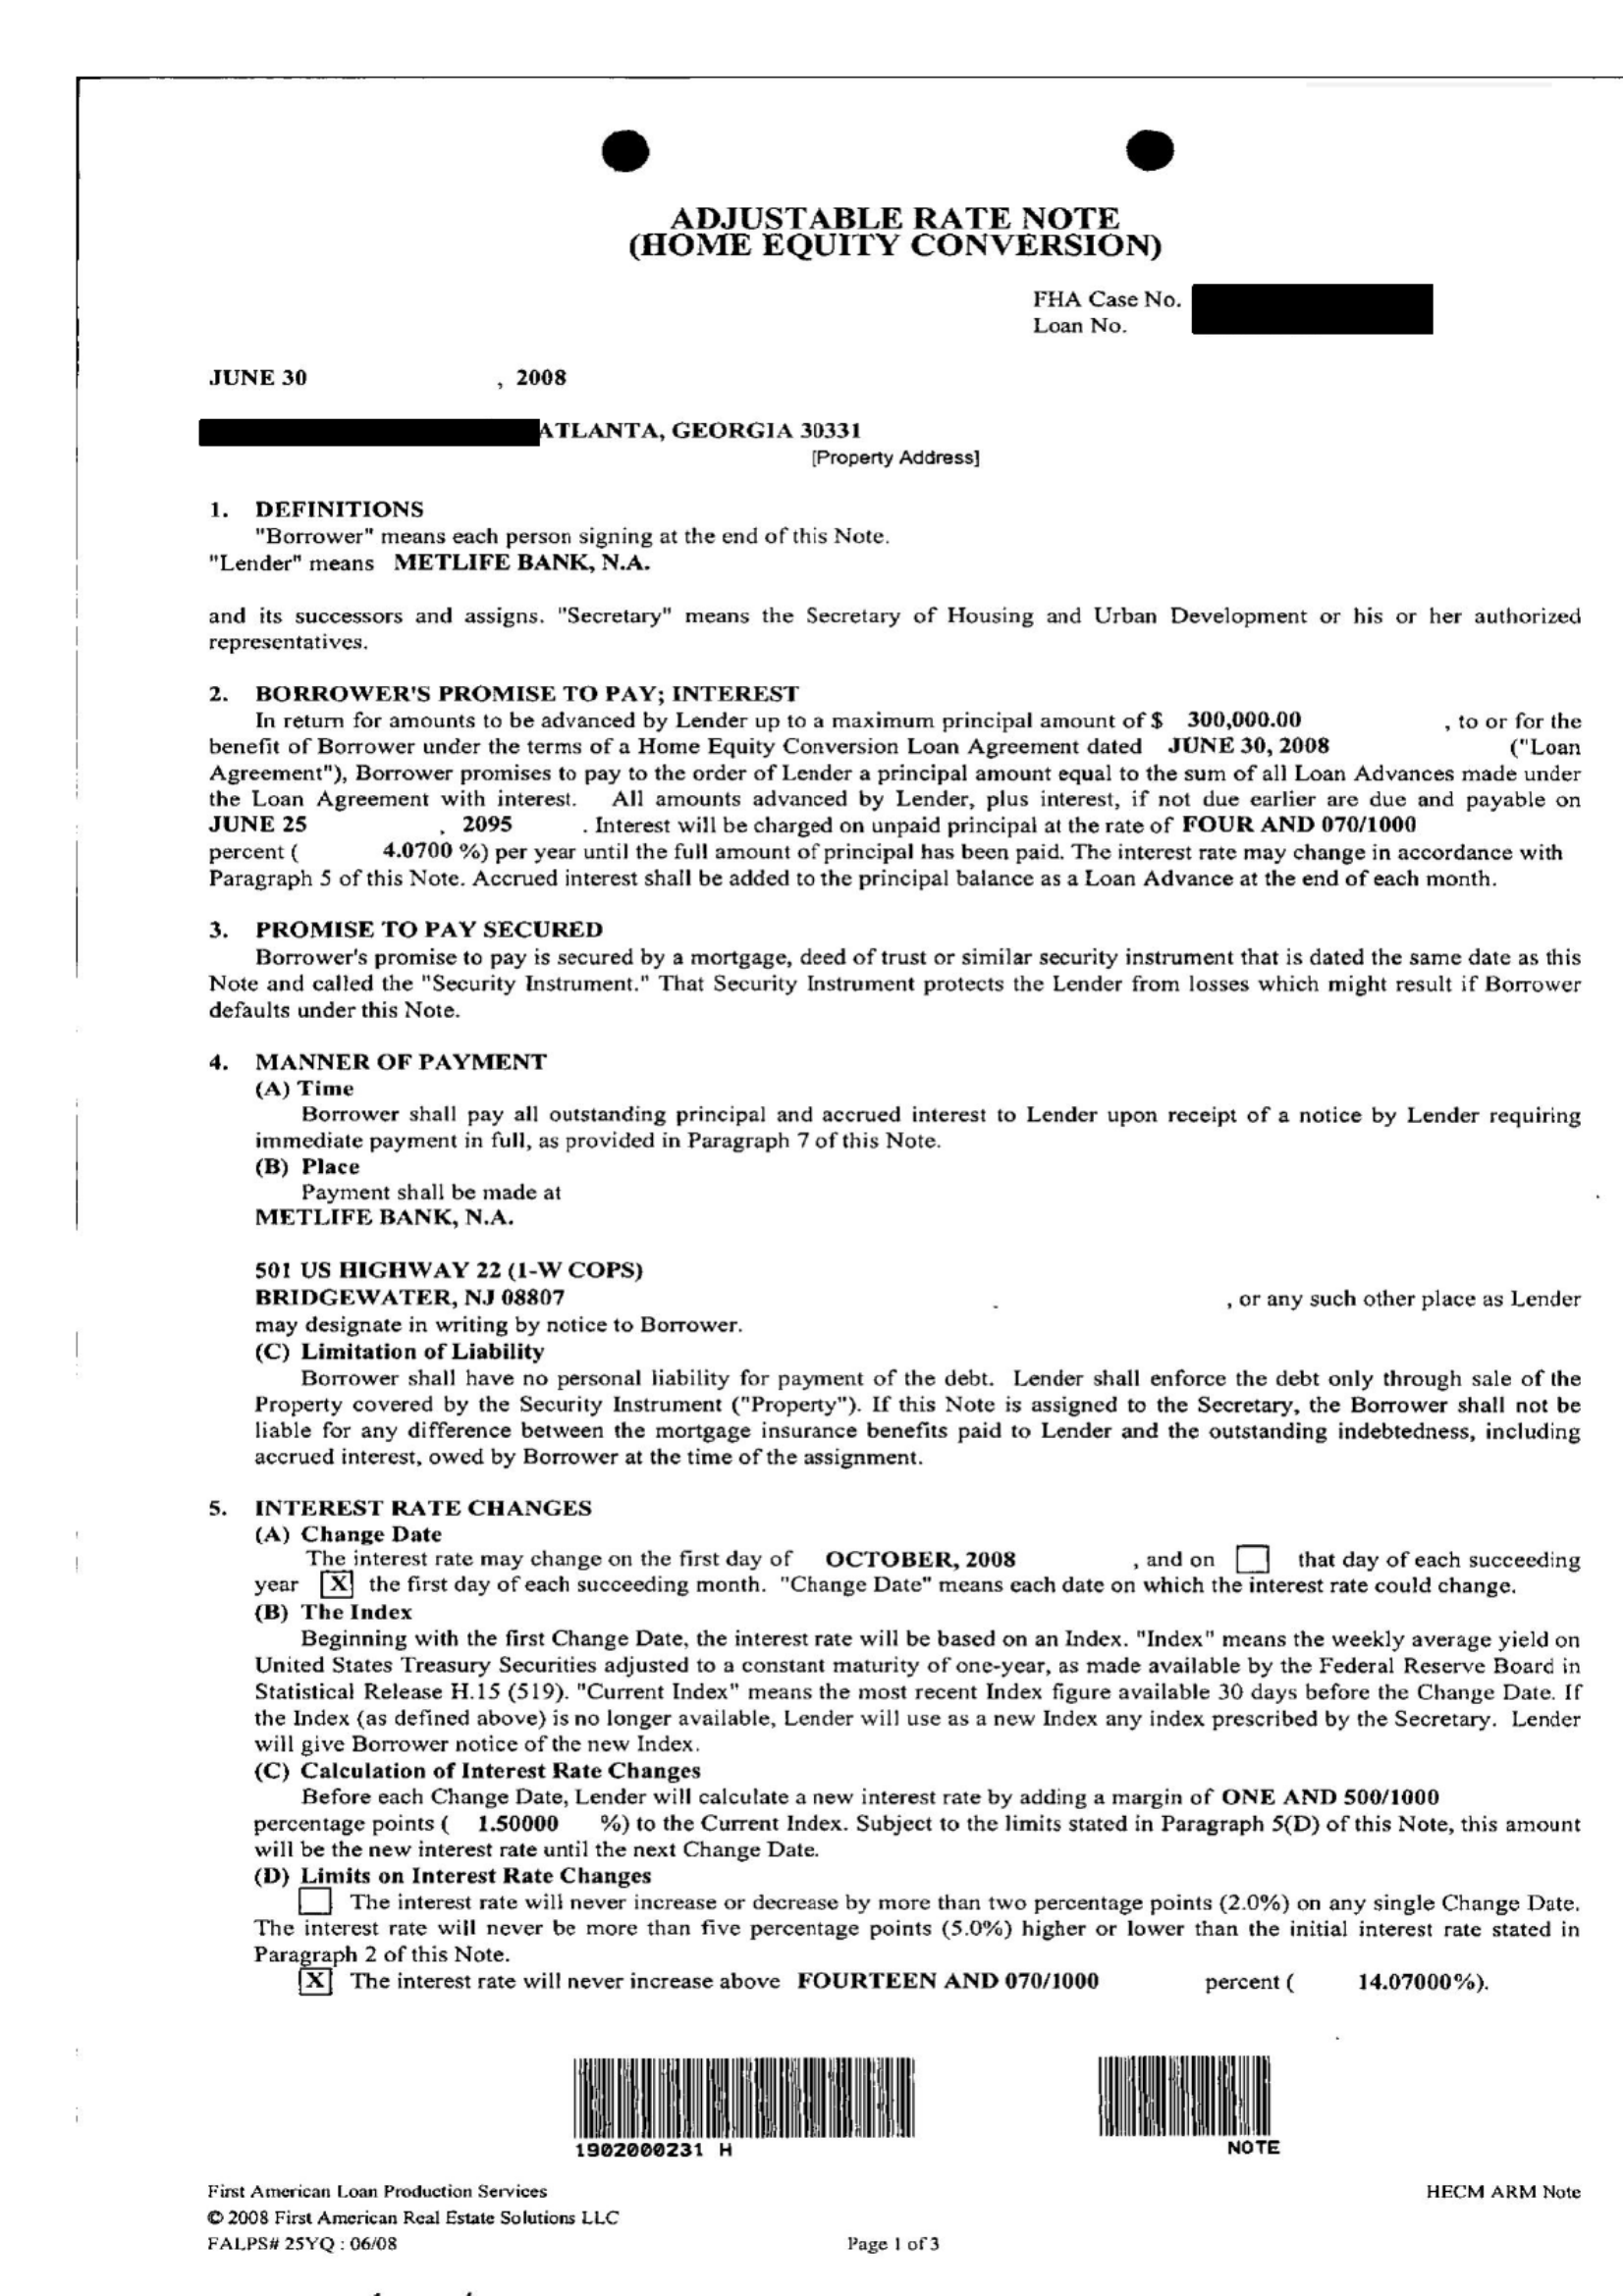 ADJUSTABLE RATE NOTE
(HOME EQUITY CONVERSION)
FHA Case No.
Loan No.
JUNE 30 , 2008
ATLANTA, GEORGIA 30331
[Property Address]
1. DEFINITIONS
"Borrower" means each person signing at the end of this Note.
"Lender" means METLIFE BANK, N.A.
and its successors and assigns. "Secretary" means the Secretary of Housing and Urban Development or his or her authorized
representatives.
2. BORROWER'S PROMISE TO PAY; INTEREST
In return for amounts to be advanced by Lender up to a maximum principal amount of $ 300,000.00 , to or for the
benefit of Borrower under the terms of a Home Equity Conversion Loan Agreement dated JUNE 30, 2008 ("Loan
Agreement"), Borrower promises to pay to the order of Lender a principal amount equal to the sum of all Loan Advances made under
the Loan Agreement with interest. All amounts advanced by Lender, plus interest, if not due earlier are due and payable on
JUNE 25 , 2095 . Interest will be charged on unpaid principal at the rate of FOUR AND 070/1000
percent ( 4.0700 %) per year until the full amount of principal has been paid. The interest rate may change in accordance with
Paragraph 5 of this Note. Accrued interest shall be added to the principal balance as a Loan Advance at the end of each month.
3. PROMISE TO PAY SECURED
Borrower's promise to pay is secured by a mortgage, deed of trust or similar security instrument that is dated the same date as this
Note and called the "Security Instrument." That Security Instrument protects the Lender from losses which might result if Borrower
defaults under this Note.
4. MANNER OF PAYMENT
(A) Time
Borrower shall pay all outstanding principal and accrued interest to Lender upon receipt of a notice by Lender requiring
immediate payment in full, as provided in Paragraph 7 of this Note.
(B) Place
Payment shall be made at
METLIFE BANK, N.A.
501 US HIGHWAY 22 (1-W COPS)
BRIDGEWATER, NJ 08807 , or any such other place as Lender
may designate in writing by notice to Borrower.
(C) Limitation of Liability
Borrower shall have no personal liability for payment of the debt. Lender shall enforce the debt only through sale of the
Property covered by the Security Instrument ("Property"). If this Note is assigned to the Secretary, the Borrower shall not be
liable for any difference between the mortgage insurance benefits paid to Lender and the outstanding indebtedness, including
accrued interest, owed by Borrower at the time of the assignment.
5. INTEREST RATE CHANGES
(A) Change Date
The interest rate may change on the first day of OCTOBER, 2008 , and on that day of each succeeding
year X the first day of each succeeding month. "Change Date" means each date on which the interest rate could change.
(B) The Index
Beginning with the first Change Date, the interest rate will be based on an Index. "Index" means the weekly average yield on
United States Treasury Securities adjusted to a constant maturity of one-year, as made available by the Federal Reserve Board in
Statistical Release H.15 (519). "Current Index" means the most recent Index figure available 30 days before the Change Date. If
the Index (as defined above) is no longer available, Lender will use as a new Index any index prescribed by the Secretary. Lender
will give Borrower notice of the new Index.
(C) Calculation of Interest Rate Changes
Before each Change Date, Lender will calculate a new interest rate by adding a margin of ONE AND 500/1000
percentage points ( 1.50000 %) to the Current Index. Subject to the limits stated in Paragraph 5(D) of this Note, this amount
will be the new interest rate until the next Change Date.
(D) Limits on Interest Rate Changes
The interest rate will never increase or decrease by more than two percentage points (2.0%) on any single Change Date.
The interest rate will never be more than five percentage points (5.0%) higher or lower than the initial interest rate stated in
Paragraph 2 of this Note.
X The interest rate will never increase above FOURTEEN AND 070/1000 percent ( 14.07000%).
1902000231 H
NOTE
First American Loan Production Services HECM ARM Note
© 2008 First American Real Estate Solutions LLC
FALPS# 25YQ : 06/08 Page 1 of 3